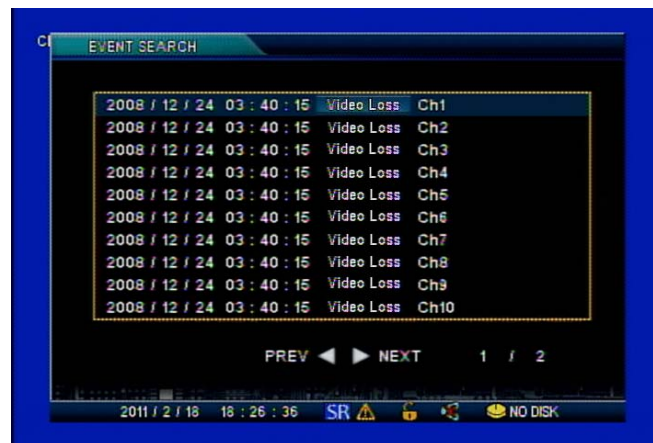 Ch
EVENT SEARCH
2008 / 12 / 24 03 : 40 : 15 Video Loss Ch1
2008 / 12 / 24 03 : 40 : 15 Video Loss Ch2
2008 / 12 / 24 03 : 40 : 15 Video Loss Ch3
2008 / 12 / 24 03 : 40 : 15 Video Loss Ch4
2008 / 12 / 24 03 : 40 : 15 Video Loss Ch5
2008 / 12 / 24 03 : 40 : 15 Video Loss Ch6
2008 / 12 / 24 03 : 40 : 15 Video Loss Ch7
2008 / 12 / 24 03 : 40 : 15 Video Loss Ch8
2008 / 12 / 24 03 : 40 : 15 Video Loss Ch9
2008 / 12 / 24 03 : 40 : 15 Video Loss Ch10
PREV ◀ ▶ NEXT 1 / 2
2011 / 2 / 18 18 : 26 : 36 SR NO DISK